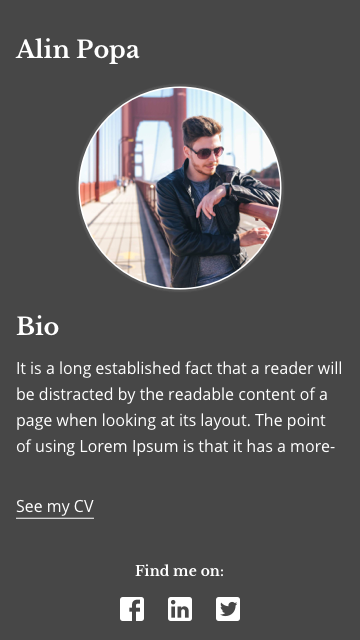 Alin Popa
Bio
It is a long established fact that a reader will
be distracted by the readable content of a
page when looking at its layout. The point
of using Lorem Ipsum is that it has a more-
See my CV
Find me on: